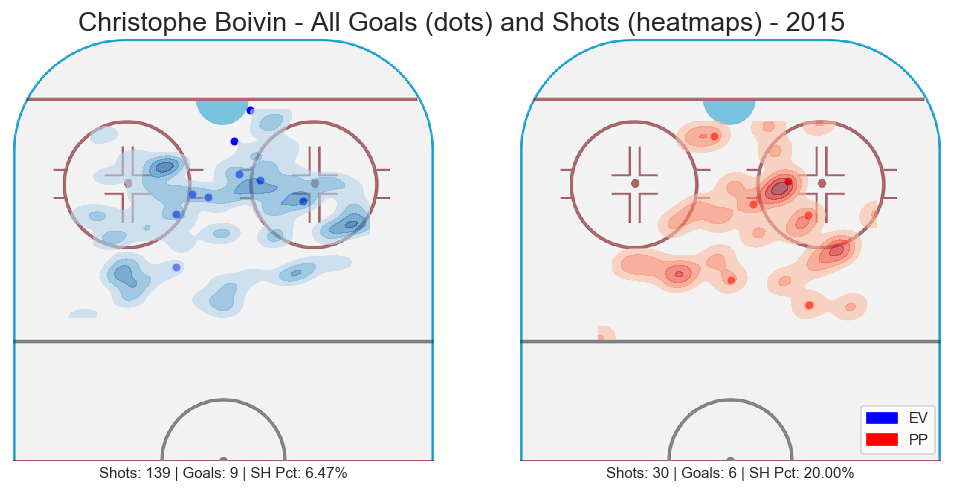 Christophe Boivin - All Goals (dots) and Shots (heatmaps) - 2015
EV
PP
Shots: 139 | Goals: 9 | SH Pct: 6.47%
Shots: 30 | Goals: 6 | SH Pct: 20.00%